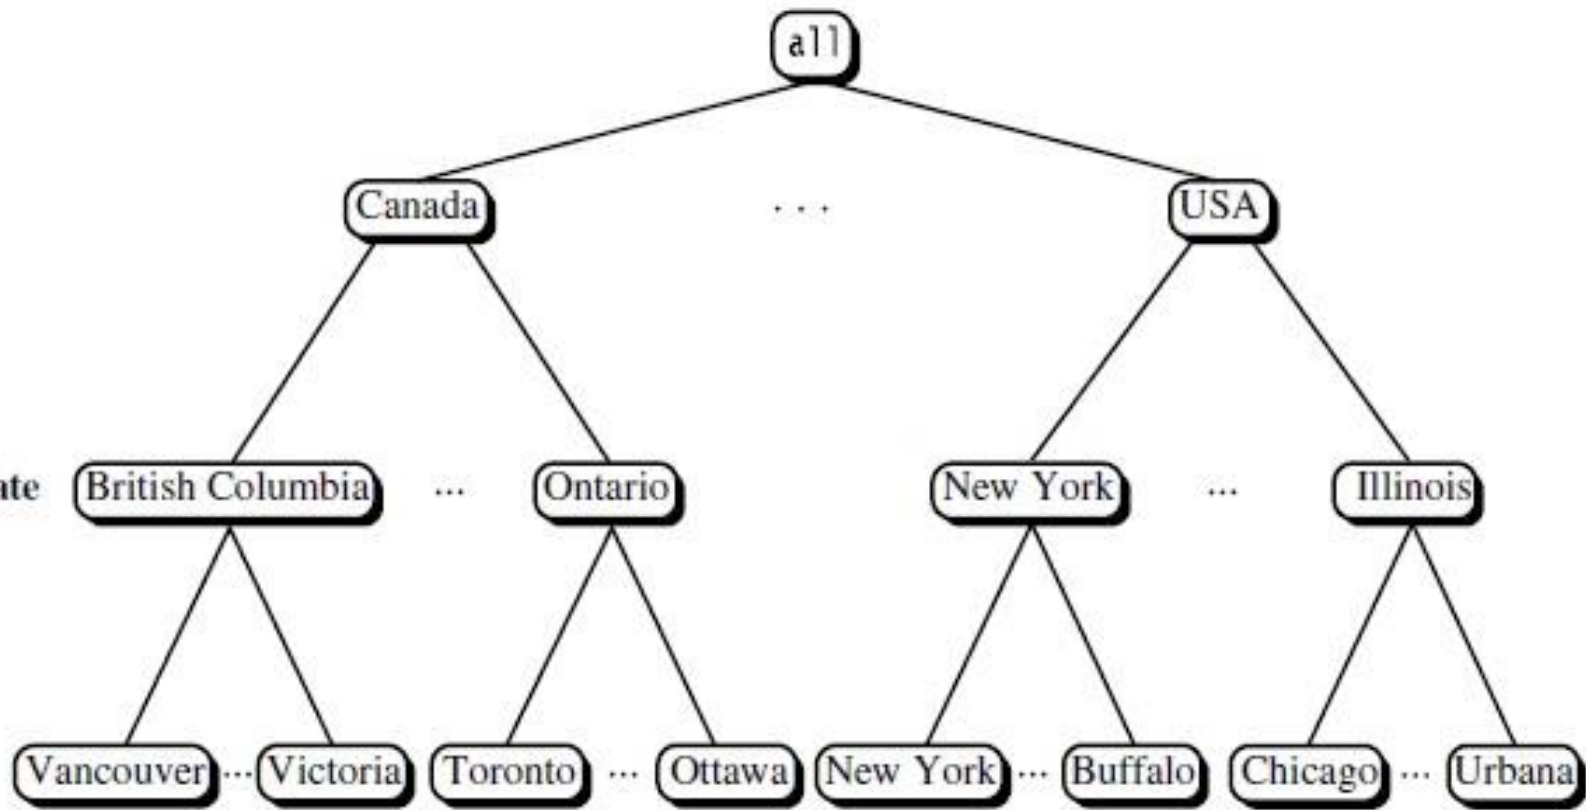 all
Canada ... USA
ate British Columbia ... Ontario New York ... Illinois
Vancouver ... Victoria Toronto ... Ottawa New York ... Buffalo Chicago ... Urbana